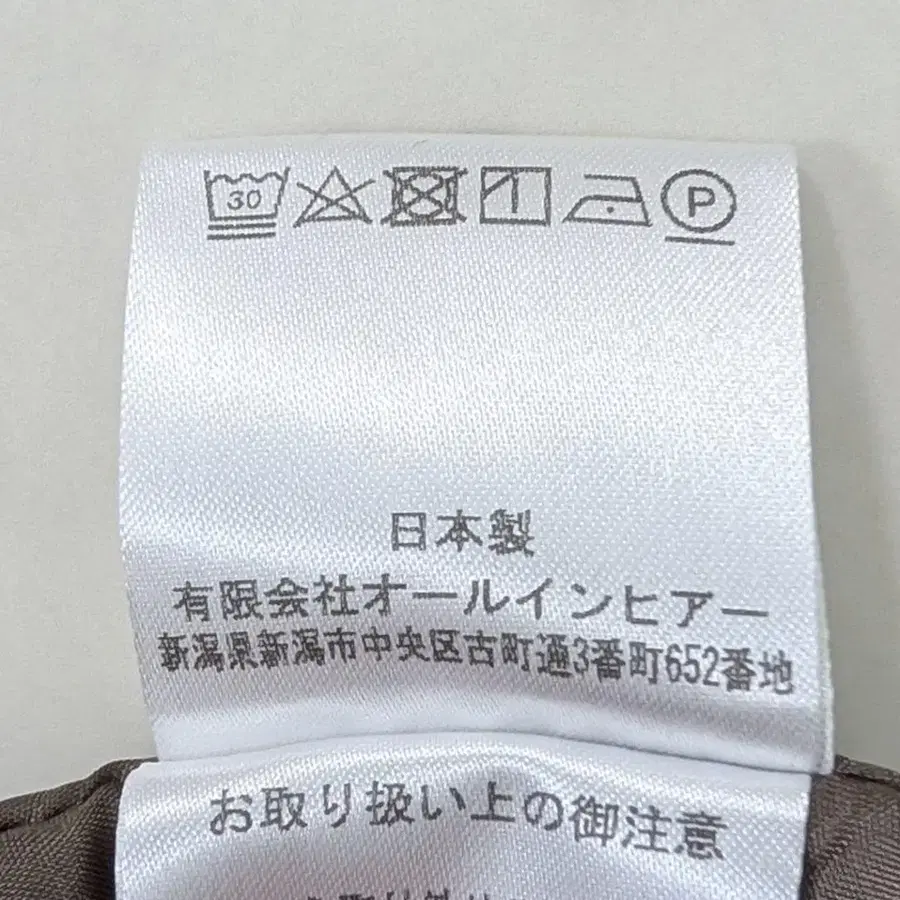 30 P
日本製
有限会社オールインヒアー
新潟県新潟市中央区古町通3番町652番地
お取り扱い上の御注意